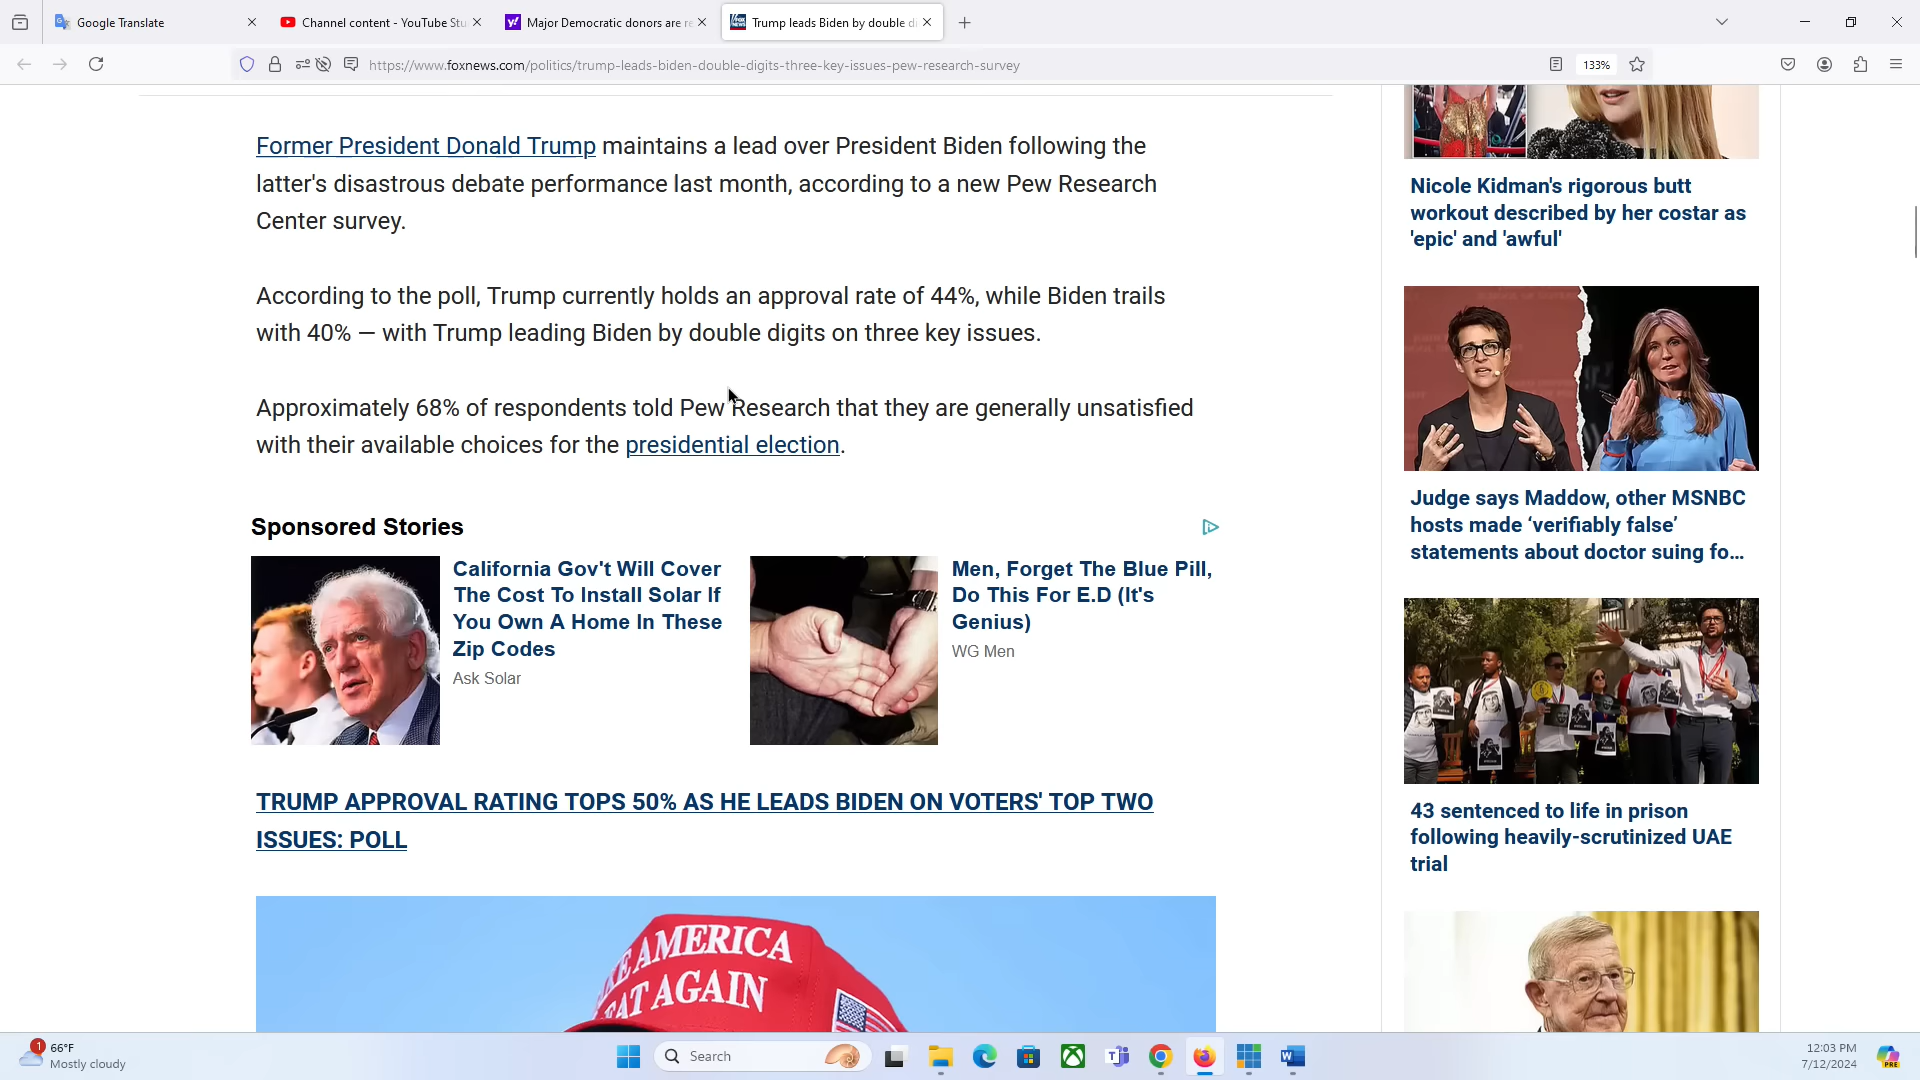 Google Translate
Channel content - YouTube Stu
Major Democratic donors are re
Trump leads Biden by double di
https://www.foxnews.com/politics/trump-leads-biden-double-digits-three-key-issues-pew-research-survey
133%
Former President Donald Trump maintains a lead over President Biden following the
latter's disastrous debate performance last month, according to a new Pew Research
Center survey.
According to the poll, Trump currently holds an approval rate of 44%, while Biden trails
with 40% — with Trump leading Biden by double digits on three key issues.
Approximately 68% of respondents told Pew Research that they are generally unsatisfied
with their available choices for the presidential election.
Sponsored Stories
California Gov't Will Cover
The Cost To Install Solar If
You Own A Home In These
Zip Codes
Ask Solar
Men, Forget The Blue Pill,
Do This For E.D (It's
Genius)
WG Men
TRUMP APPROVAL RATING TOPS 50% AS HE LEADS BIDEN ON VOTERS' TOP TWO
ISSUES: POLL
KE AMERICA
EAT AGAIN
Nicole Kidman's rigorous butt
workout described by her costar as
'epic' and 'awful'
Judge says Maddow, other MSNBC
hosts made ‘verifiably false’
statements about doctor suing fo...
43 sentenced to life in prison
following heavily-scrutinized UAE
trial
1
66°F
Mostly cloudy
Search
12:03 PM
7/12/2024
PRE